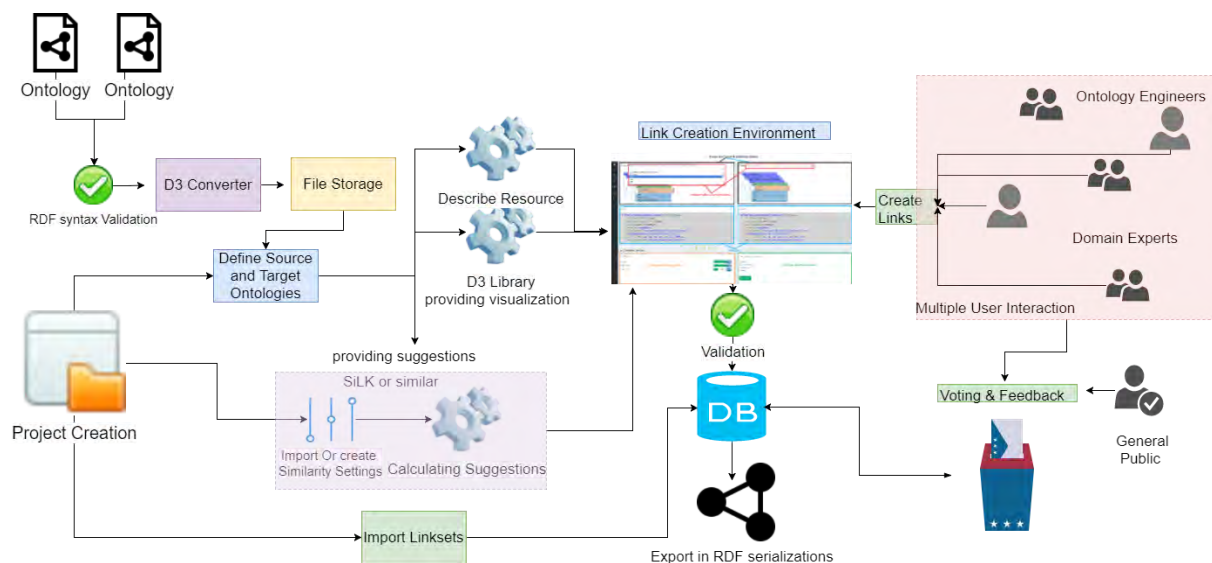 Ontology
Ontology
RDF syntax Validation
D3 Converter
File Storage
Define Source
and Target
Ontologies
Project Creation
Describe Resource
D3 Library
providing visualization
providing suggestions
SiLK or similar
Import Or create
Similarity Settings
Calculating Suggestions
Import Linksets
Link Creation Environment
Validation
DB
Export in RDF serializations
Create
Links
Ontology Engineers
Domain Experts
Multiple User Interaction
Voting & Feedback
General
Public